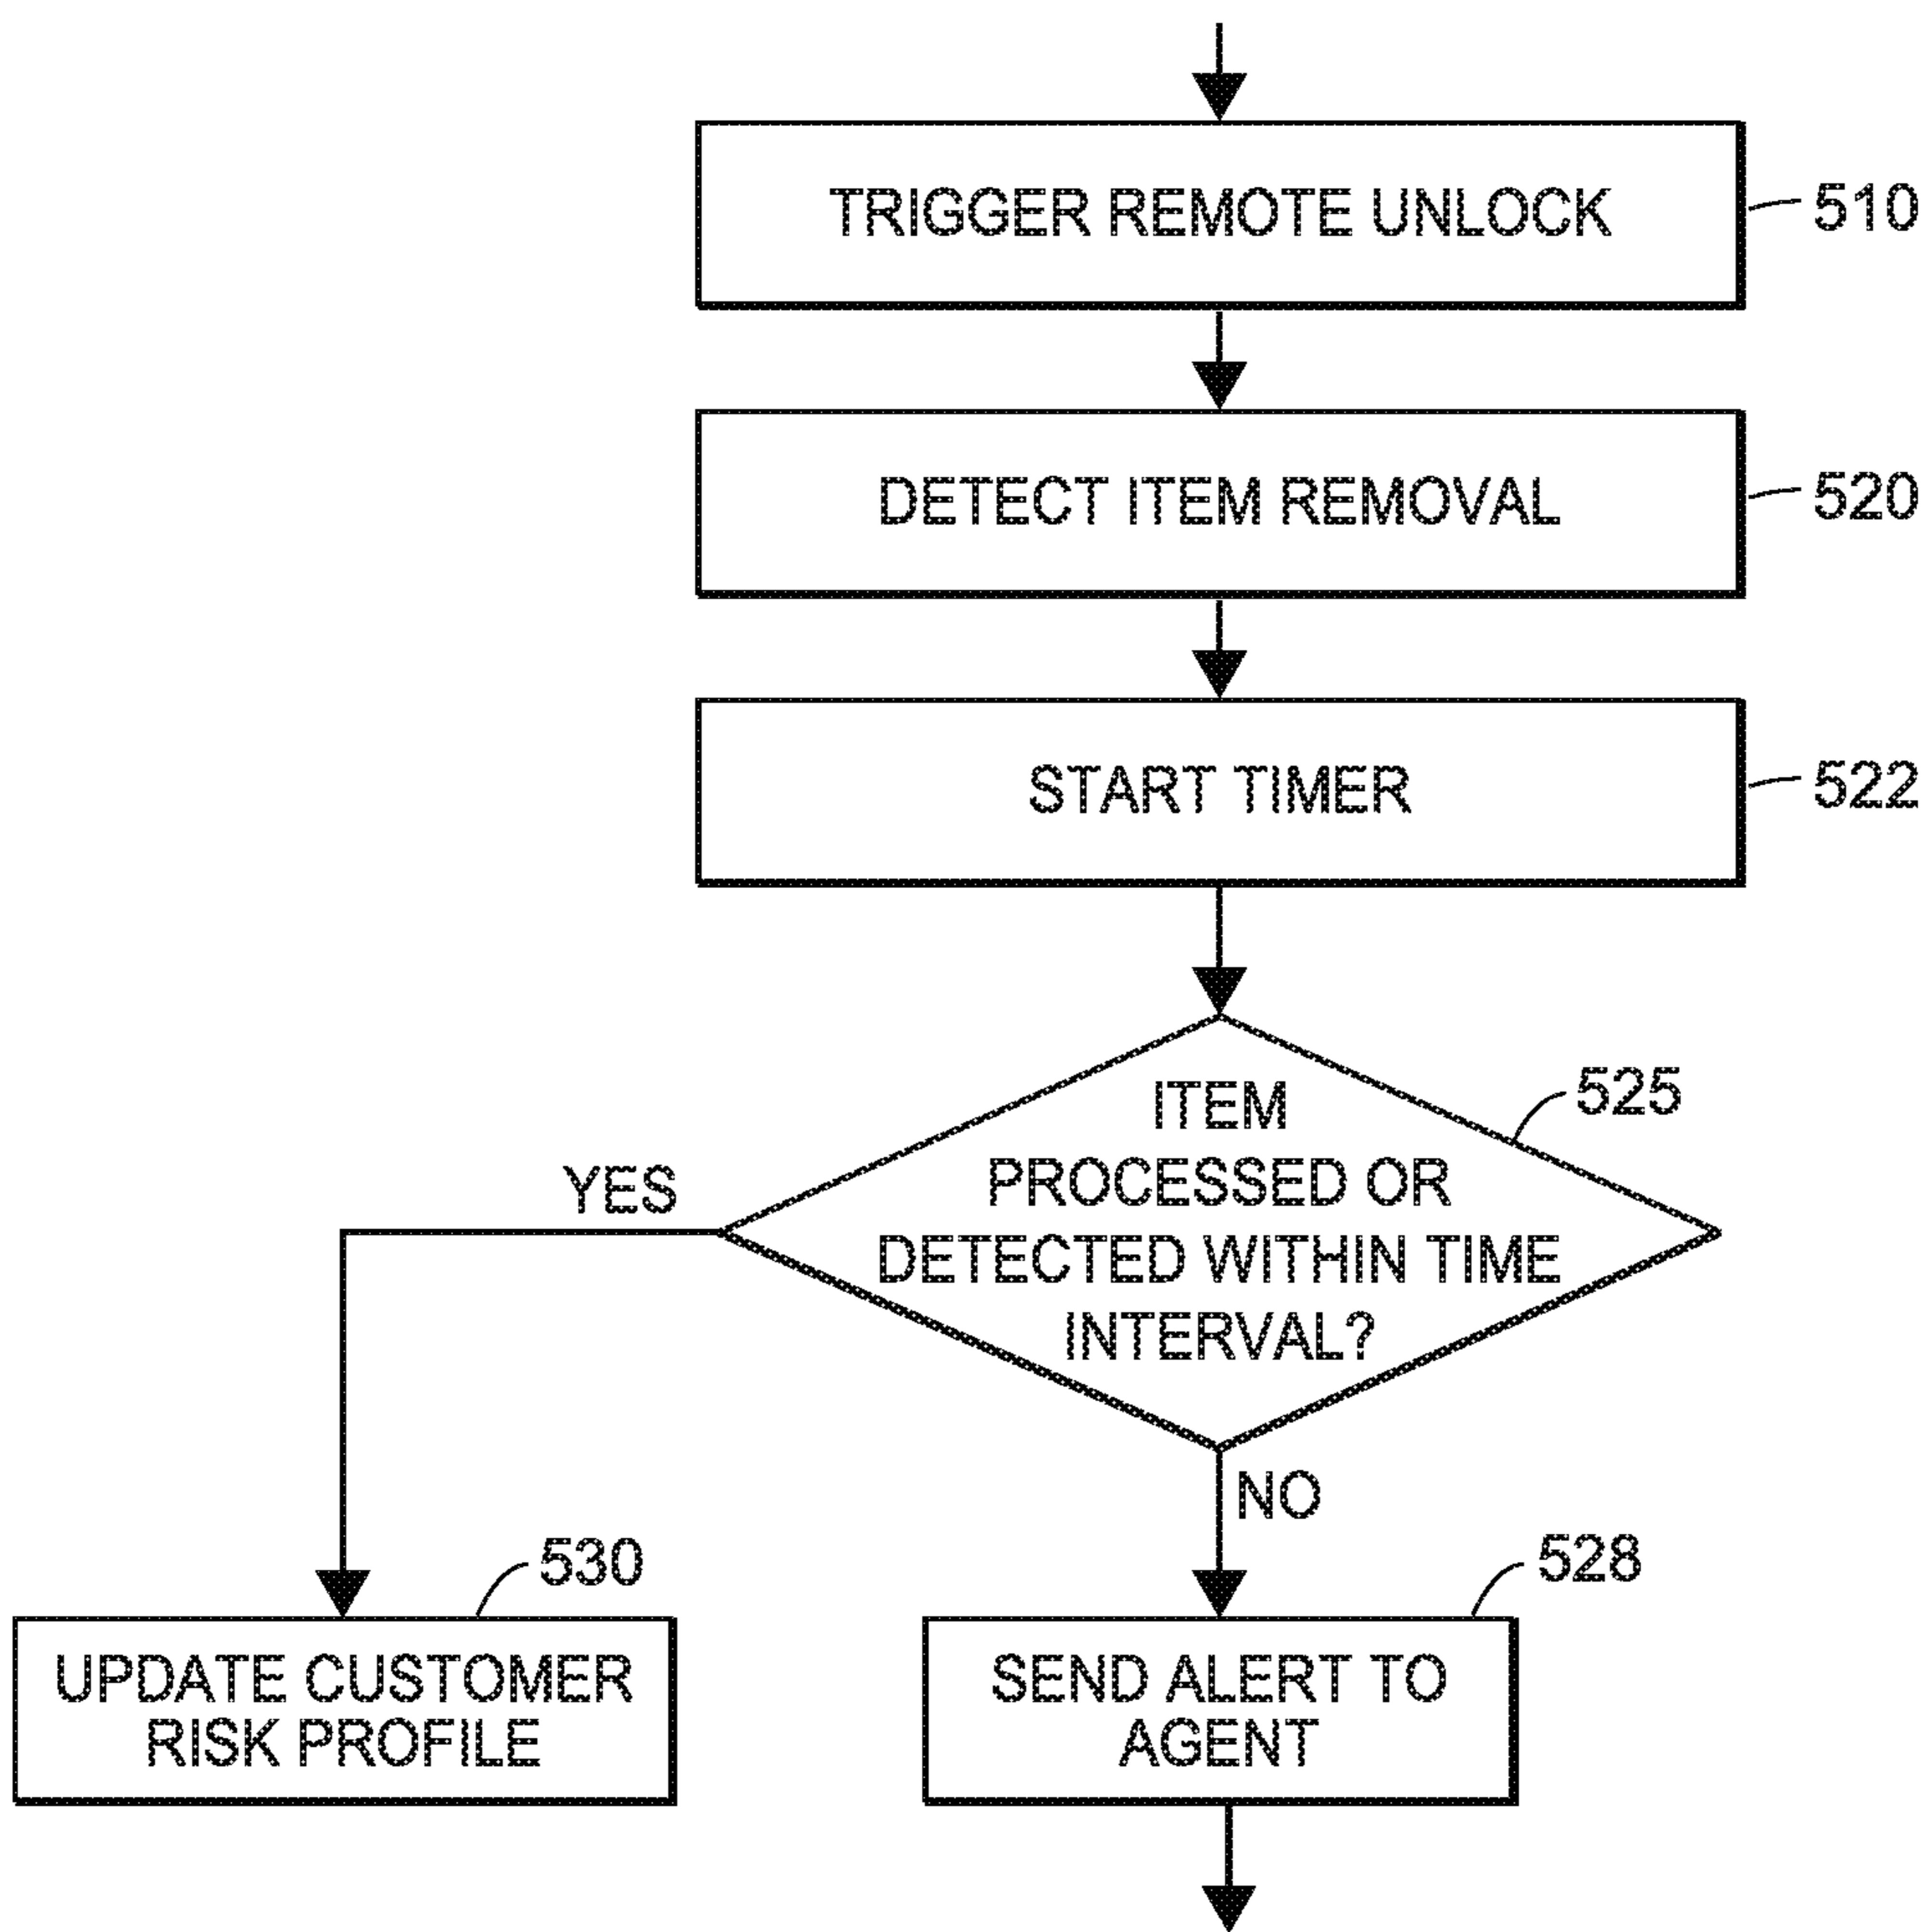 TRIGGER REMOTE UNLOCK
510
DETECT ITEM REMOVAL
520
START TIMER
522
ITEM
PROCESSED OR
DETECTED WITHIN TIME
INTERVAL?
525
YES
NO
530
UPDATE CUSTOMER
RISK PROFILE
528
SEND ALERT TO
AGENT